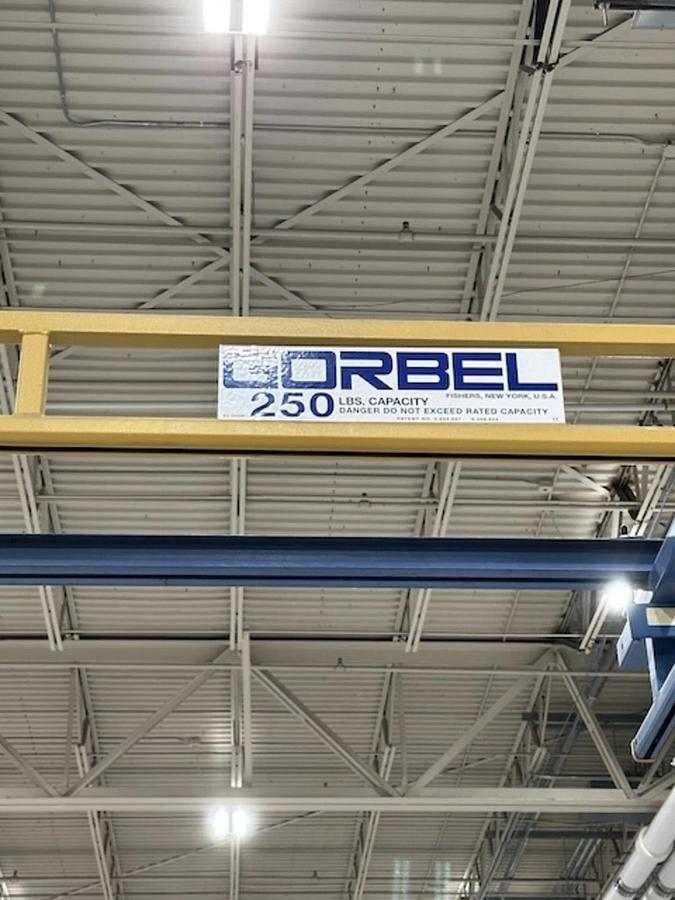 GORBEL
FISHERS, NEW YORK, U.S.A.
250 LBS. CAPACITY
DANGER DO NOT EXCEED RATED CAPACITY